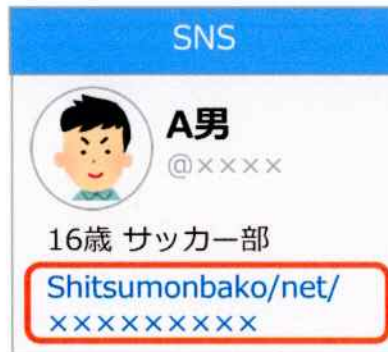 SNS
A男
@××××
16歳 サッカー部
Shitsumonbako/net/
×××××××××